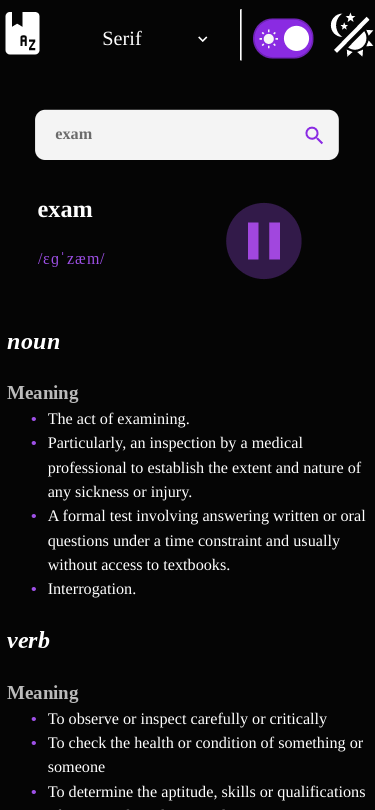 AZ
Serif
exam
exam
/ɛɡˈzæm/
noun
Meaning
• The act of examining.
• Particularly, an inspection by a medical
professional to establish the extent and nature of
any sickness or injury.
• A formal test involving answering written or oral
questions under a time constraint and usually
without access to textbooks.
• Interrogation.
verb
Meaning
• To observe or inspect carefully or critically
• To check the health or condition of something or
someone
• To determine the aptitude, skills or qualifications